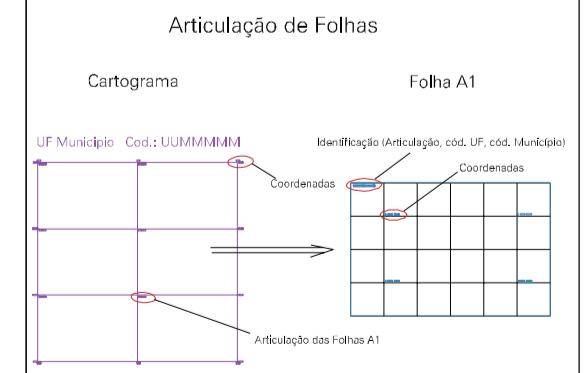 Articulação de Folhas
Cartograma
Folha A1
UF Municipio Cod.: UUMMMMM
Identificação (Articulação, cód. UF, cód. Município)
Coordenadas
Coordenadas
Articulação das Folhas A1